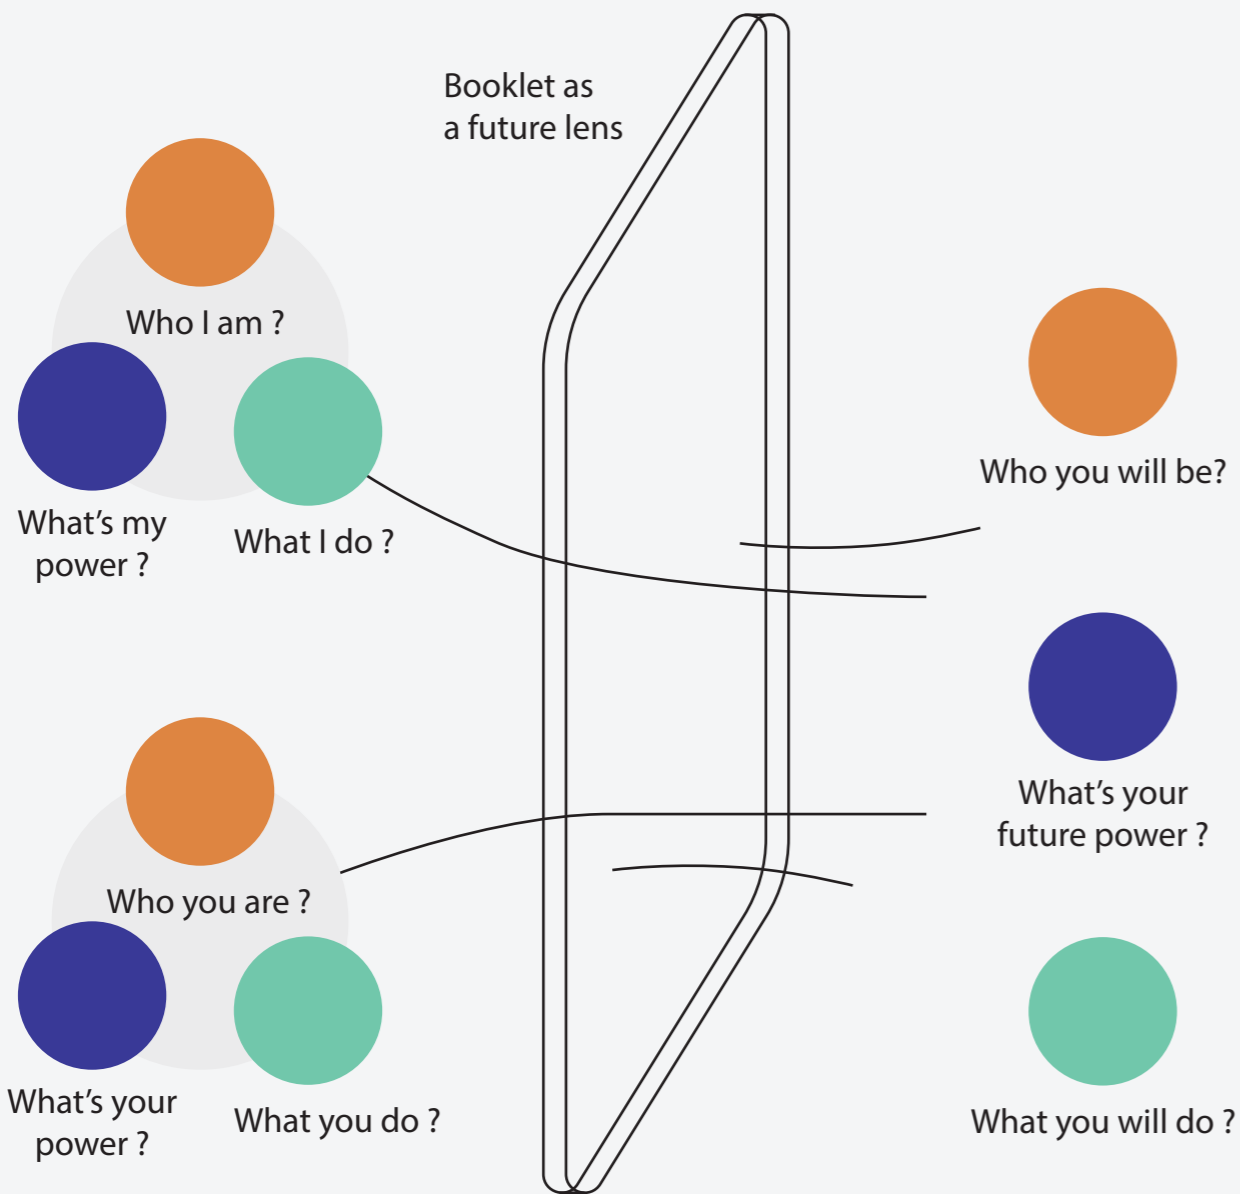 Booklet as
a future lens
Who I am ?
What's my
power ?
What I do ?
Who you are ?
What's your
power ?
What you do ?
Who you will be?
What's your
future power ?
What you will do ?